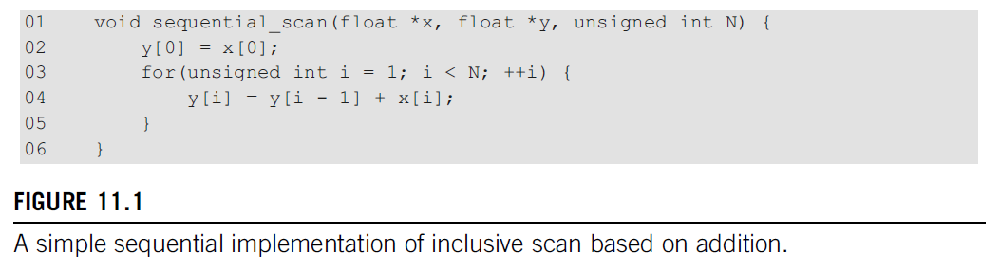 01 void sequential_scan(float *x, float *y, unsigned int N) {
02 y[0] = x[0];
03 for(unsigned int i = 1; i < N; ++i) {
04 y[i] = y[i - 1] + x[i];
05 }
06 }
FIGURE 11.1
A simple sequential implementation of inclusive scan based on addition.